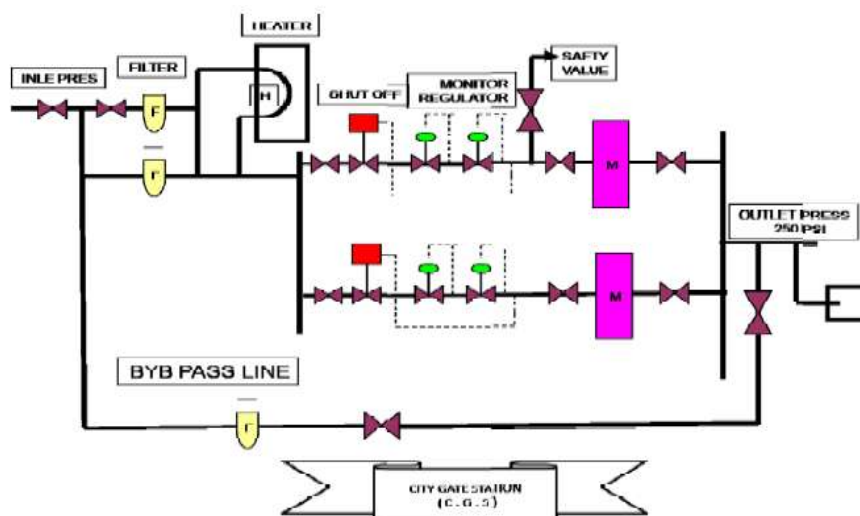 HEATER
INLE PRES
FILTER
SAFTY
VALUE
SHUT OFF
MONITOR
REGULATOR
H
F
F
M
OUTLET PRESS
250 PSI
M
BYB PASS LINE
F
CITY GATE STATION
(C.G.S)